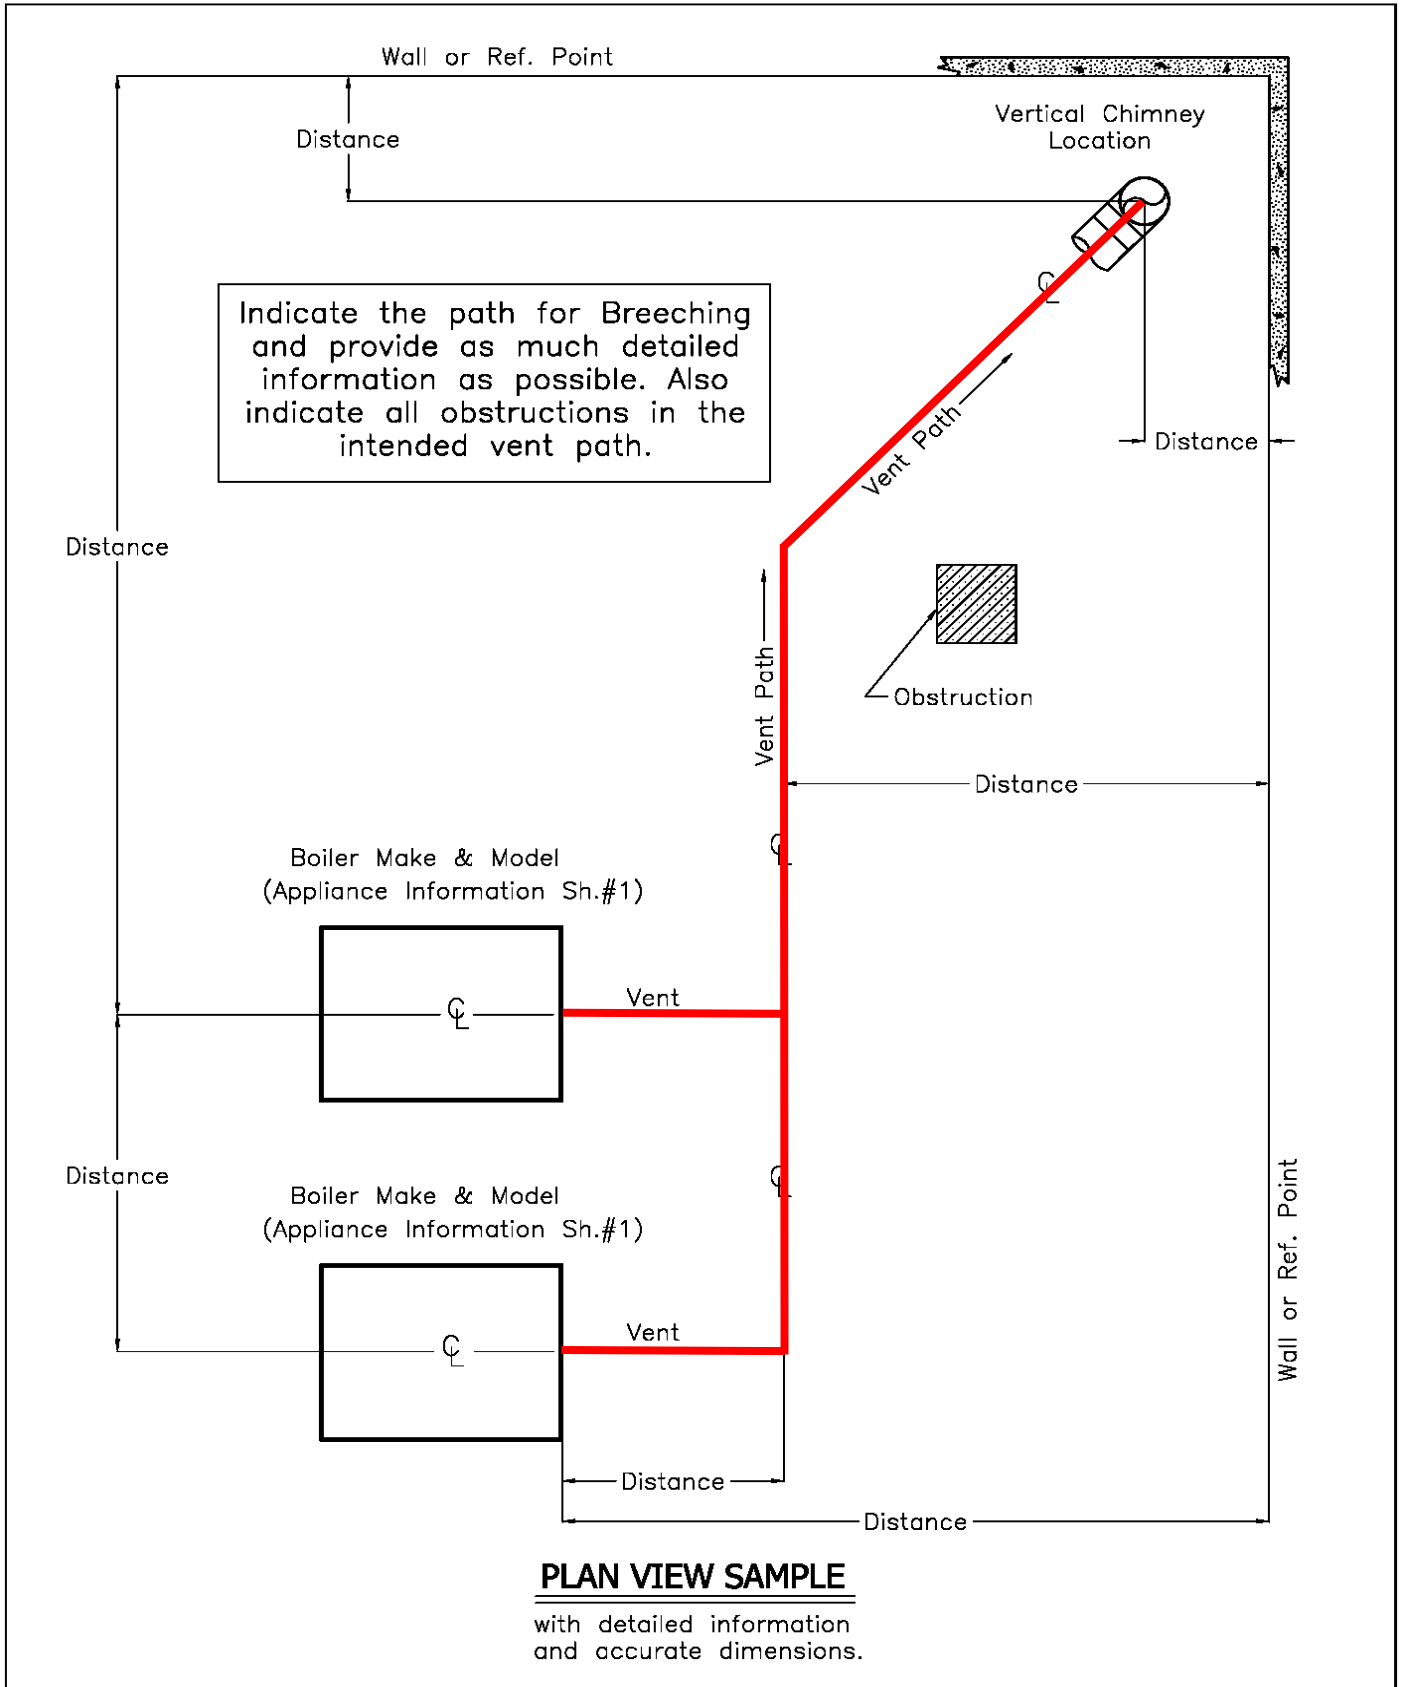 Wall or Ref. Point
Vertical Chimney
Location
Distance
℄
Indicate the path for Breeching
and provide as much detailed
information as possible. Also
indicate all obstructions in the
intended vent path.
Vent Path
Distance
Distance
Vent Path
Obstruction
Distance
℄
Boiler Make & Model
(Appliance Information Sh.#1)
Vent
℄
Distance
℄
Boiler Make & Model
(Appliance Information Sh.#1)
Wall or Ref. Point
Vent
℄
Distance
Distance
PLAN VIEW SAMPLE
with detailed information
and accurate dimensions.